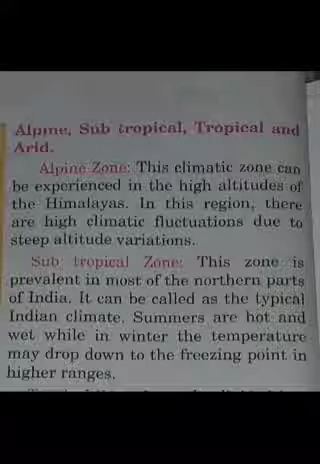 Alpine, Sub tropical, Tropical and
Arid.
Alpine Zone: This climatic zone can
be experienced in the high altitudes of
the Himalayas. In this region, there
are high climatic fluctuations due to
steep altitude variations.
Sub tropical Zone: This zone is
prevalent in most of the northern parts
of India. It can be called as the typical
Indian climate. Summers are hot and
wet while in winter the temperature
may drop down to the freezing point in
higher ranges.